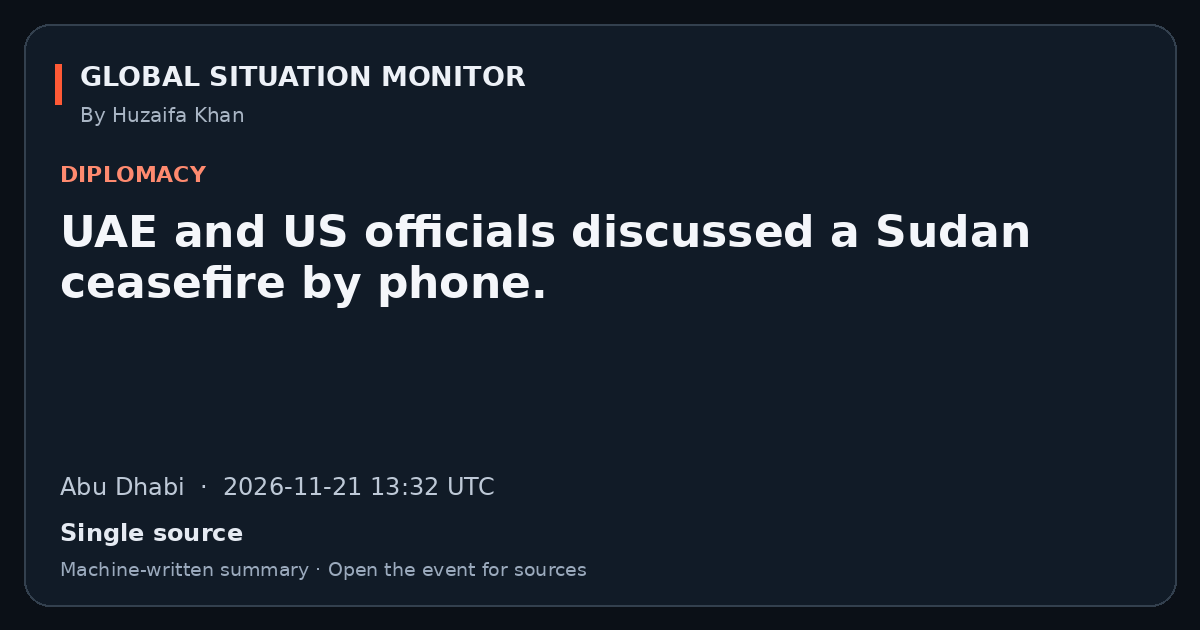 GLOBAL SITUATION MONITOR
By Huzaifa Khan
DIPLOMACY
UAE and US officials discussed a Sudan
ceasefire by phone.
Abu Dhabi · 2026-11-21 13:32 UTC
Single source
Machine-written summary · Open the event for sources